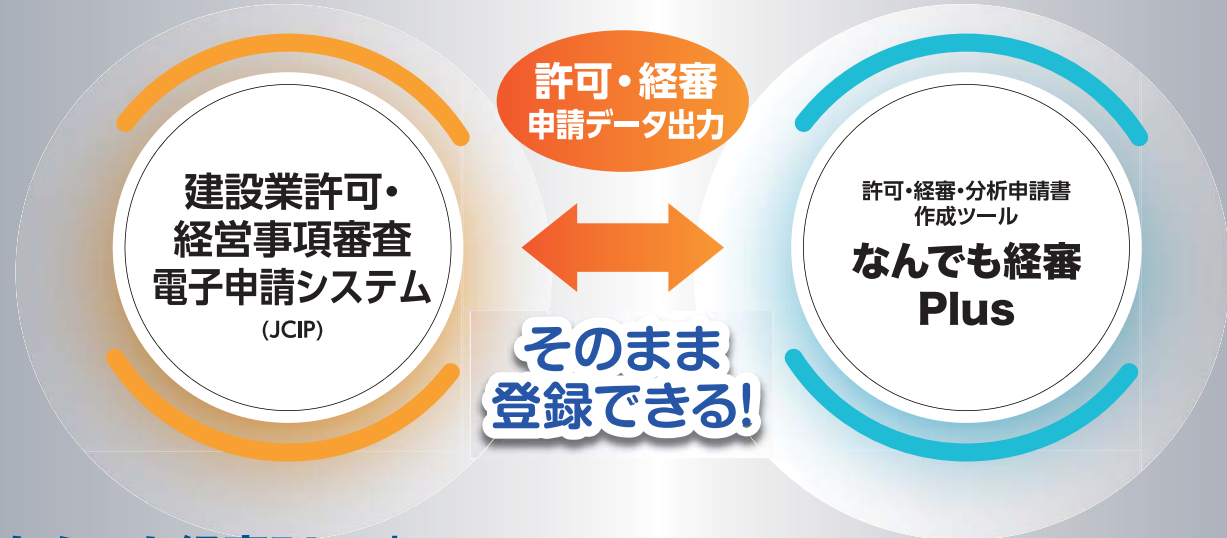 許可・経審
申請データ出力
建設業許可・
経営事項審査
電子申請システム
(JCIP)
許可・経審・分析申請書
作成ツール
なんでも経審
Plus
そのまま
登録できる!